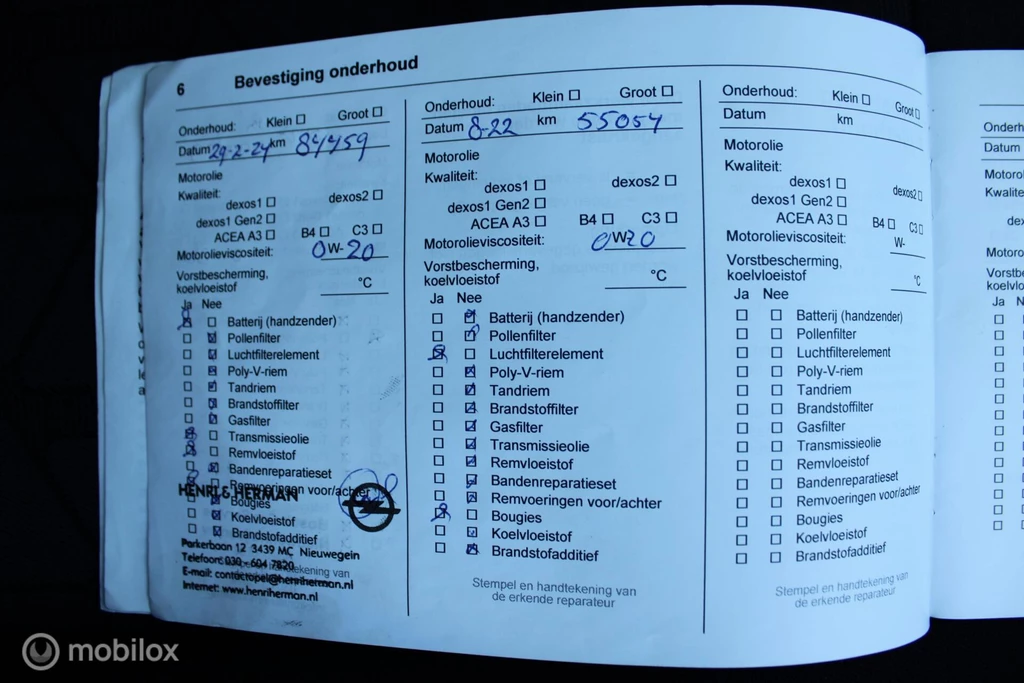 6 Bevestiging onderhoud
Onderhoud: Klein Groot
Datum 29-2-24 km 84459
Motorolie
Kwaliteit:
dexos1 dexos2
dexos1 Gen2
ACEA A3 B4 C3
Motorolieviscositeit: 0W-20
Vorstbescherming,
koelvloeistof °C
Ja Nee
Batterij (handzender)
Pollenfilter
Luchtfilterelement
Poly-V-riem
Tandriem
Brandstoffilter
Gasfilter
Transmissieolie
Remvloeistof
Bandenreparatieset
Remvoeringen voor/achter
HENRI & HERMAN
Bougies
Koelvloeistof
Brandstofadditief
Parkerbaan 12 3439 MC Nieuwegein
Telefoon: 030 - 604 7820
E-mail: contactopel@henriherman.nl
Internet: www.henriherman.nl
Onderhoud: Klein Groot
Datum 8-22 km 55054
Motorolie
Kwaliteit:
dexos1 dexos2
dexos1 Gen2
ACEA A3 B4 C3
Motorolieviscositeit: 0W-20
Vorstbescherming,
koelvloeistof °C
Ja Nee
Batterij (handzender)
Pollenfilter
Luchtfilterelement
Poly-V-riem
Tandriem
Brandstoffilter
Gasfilter
Transmissieolie
Remvloeistof
Bandenreparatieset
Remvoeringen voor/achter
Bougies
Koelvloeistof
Brandstofadditief
Stempel en handtekening van
de erkende reparateur
Onderhoud: Klein Groot
Datum km
Motorolie
Kwaliteit:
dexos1 dexos2
dexos1 Gen2
ACEA A3 B4 C3
Motorolieviscositeit: W-
Vorstbescherming,
koelvloeistof °C
Ja Nee
Batterij (handzender)
Pollenfilter
Luchtfilterelement
Poly-V-riem
Tandriem
Brandstoffilter
Gasfilter
Transmissieolie
Remvloeistof
Bandenreparatieset
Remvoeringen voor/achter
Bougies
Koelvloeistof
Brandstofadditief
Stempel en handtekening van
de erkende reparateur
Datum
Ja
mobilox